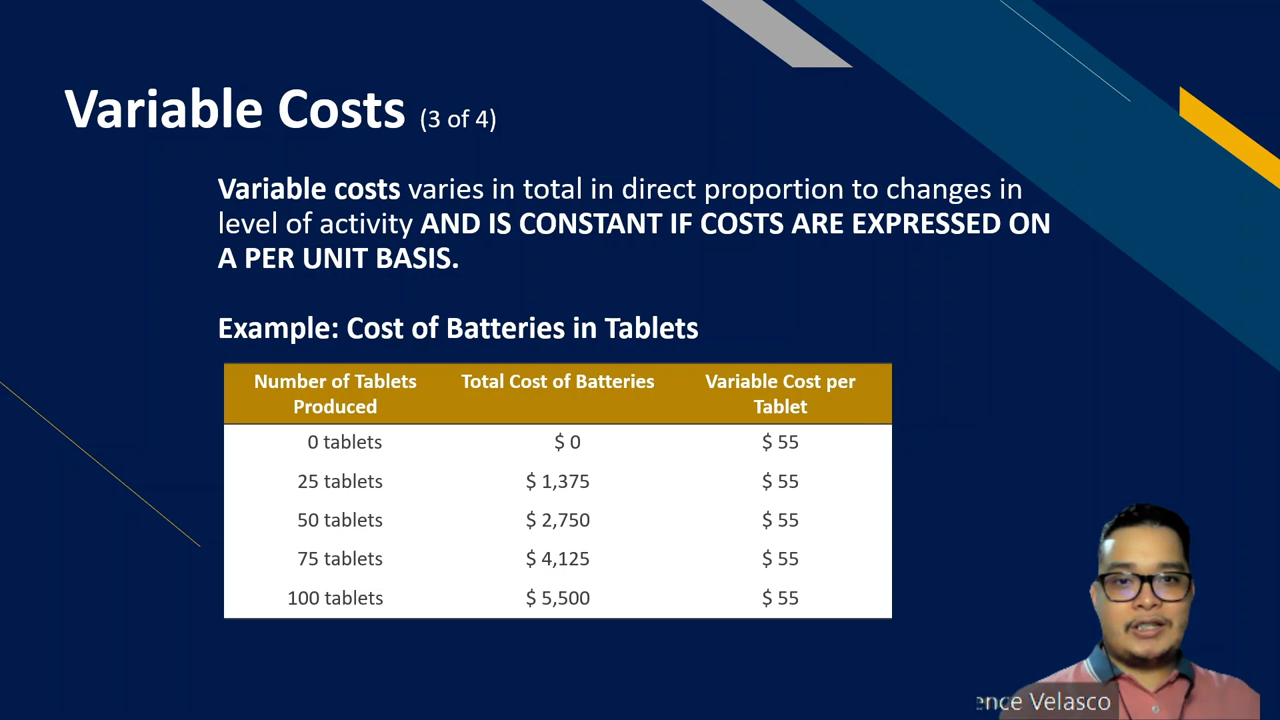 Variable Costs (3 of 4)
Variable costs varies in total in direct proportion to changes in
level of activity AND IS CONSTANT IF COSTS ARE EXPRESSED ON
A PER UNIT BASIS.
Example: Cost of Batteries in Tablets
Number of Tablets Produced Total Cost of Batteries Variable Cost per Tablet
0 tablets $ 0 $ 55
25 tablets $ 1,375 $ 55
50 tablets $ 2,750 $ 55
75 tablets $ 4,125 $ 55
100 tablets $ 5,500 $ 55
Velasco